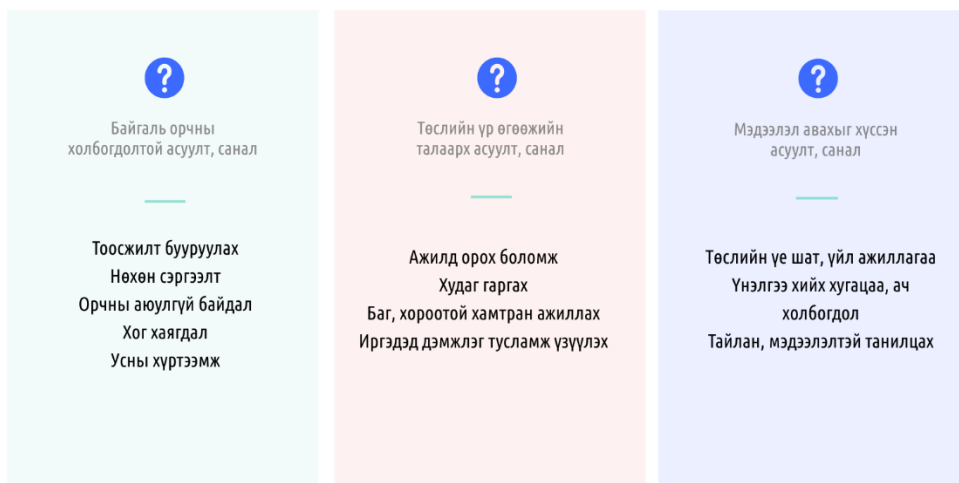 Байгаль орчны
холбогдолтой асуулт, санал
Тоосжилт бууруулах
Нөхөн сэргээлт
Орчны аюулгүй байдал
Хог хаягдал
Усны хүртээмж
Төслийн үр өгөөжийн
талаарх асуулт, санал
Ажилд орох боломж
Худаг гаргах
Баг, хороотой хамтран ажиллах
Иргэдэд дэмжлэг тусламж үзүүлэх
Мэдээлэл авахыг хүссэн
асуулт, санал
Төслийн үе шат, үйл ажиллагаа
Үнэлгээ хийх хугацаа, ач
холбогдол
Тайлан, мэдээлэлтэй танилцах